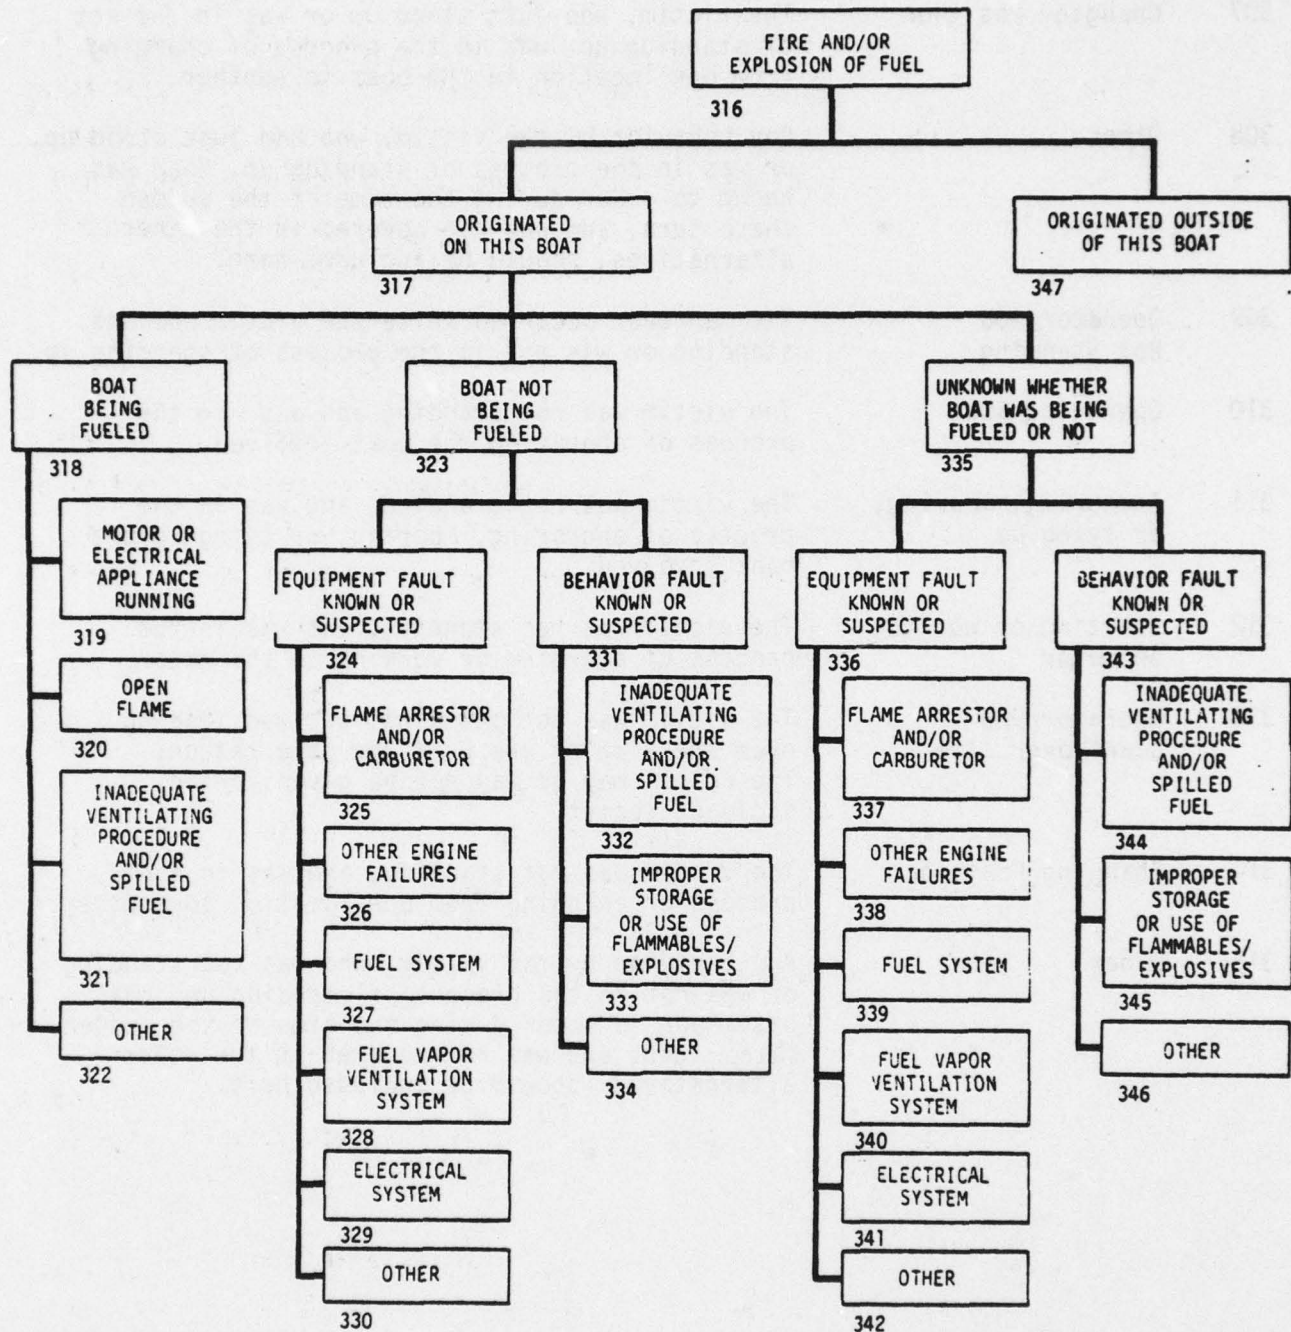 FIRE AND/OR
EXPLOSION OF FUEL
316
ORIGINATED
ON THIS BOAT
317
ORIGINATED OUTSIDE
OF THIS BOAT
347
BOAT
BEING
FUELED
318
BOAT NOT
BEING
FUELED
323
UNKNOWN WHETHER
BOAT WAS BEING
FUELED OR NOT
335
MOTOR OR
ELECTRICAL
APPLIANCE
RUNNING
319
OPEN
FLAME
320
INADEQUATE
VENTILATING
PROCEDURE
AND/OR
SPILLED
FUEL
321
OTHER
322
EQUIPMENT FAULT
KNOWN OR
SUSPECTED
324
FLAME ARRESTOR
AND/OR
CARBURETOR
325
OTHER ENGINE
FAILURES
326
FUEL SYSTEM
327
FUEL VAPOR
VENTILATION
SYSTEM
328
ELECTRICAL
SYSTEM
329
OTHER
330
BEHAVIOR FAULT
KNOWN OR
SUSPECTED
331
INADEQUATE
VENTILATING
PROCEDURE
AND/OR
SPILLED
FUEL
332
IMPROPER
STORAGE
OR USE OF
FLAMMABLES/
EXPLOSIVES
333
OTHER
334
EQUIPMENT FAULT
KNOWN OR
SUSPECTED
336
FLAME ARRESTOR
AND/OR
CARBURETOR
337
OTHER ENGINE
FAILURES
338
FUEL SYSTEM
339
FUEL VAPOR
VENTILATION
SYSTEM
340
ELECTRICAL
SYSTEM
341
OTHER
342
BEHAVIOR FAULT
KNOWN OR
SUSPECTED
343
INADEQUATE
VENTILATING
PROCEDURE
AND/OR
SPILLED
FUEL
344
IMPROPER
STORAGE
OR USE OF
FLAMMABLES/
EXPLOSIVES
345
OTHER
346